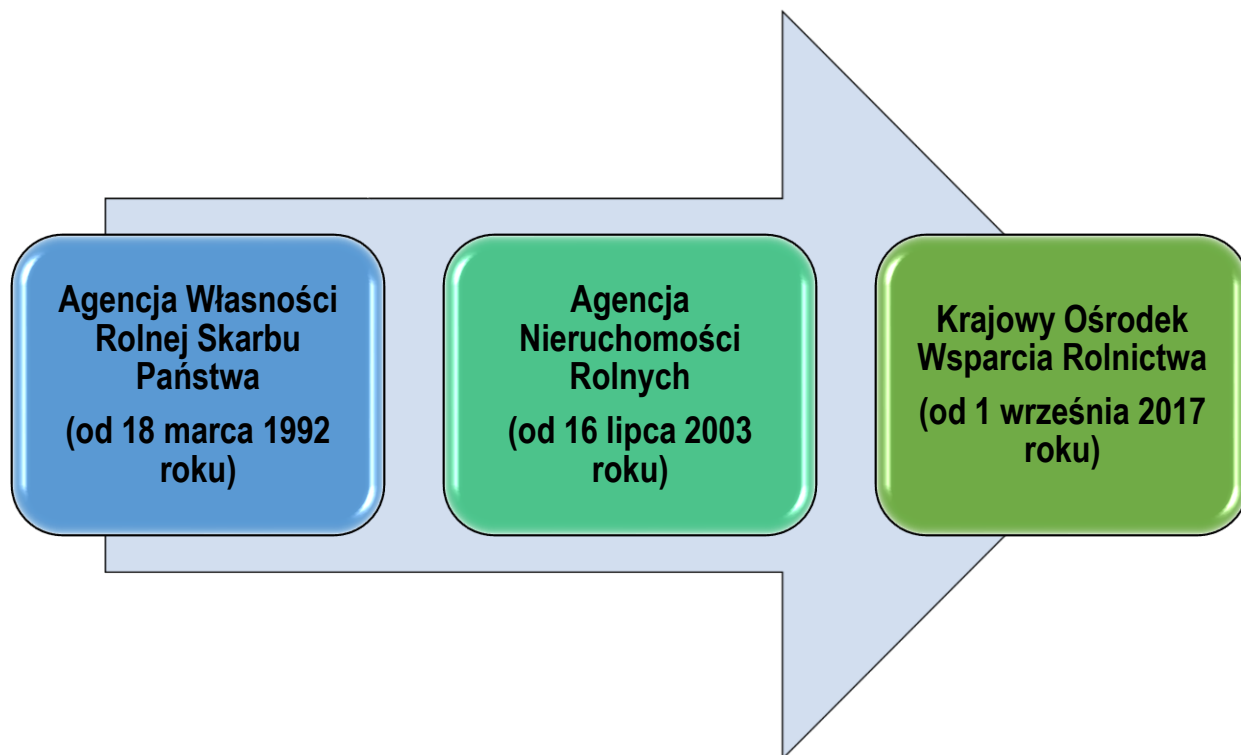 Agencja Własności
Rolnej Skarbu
Państwa
(od 18 marca 1992
roku)
Agencja
Nieruchomości
Rolnych
(od 16 lipca 2003
roku)
Krajowy Ośrodek
Wsparcia Rolnictwa
(od 1 września 2017
roku)